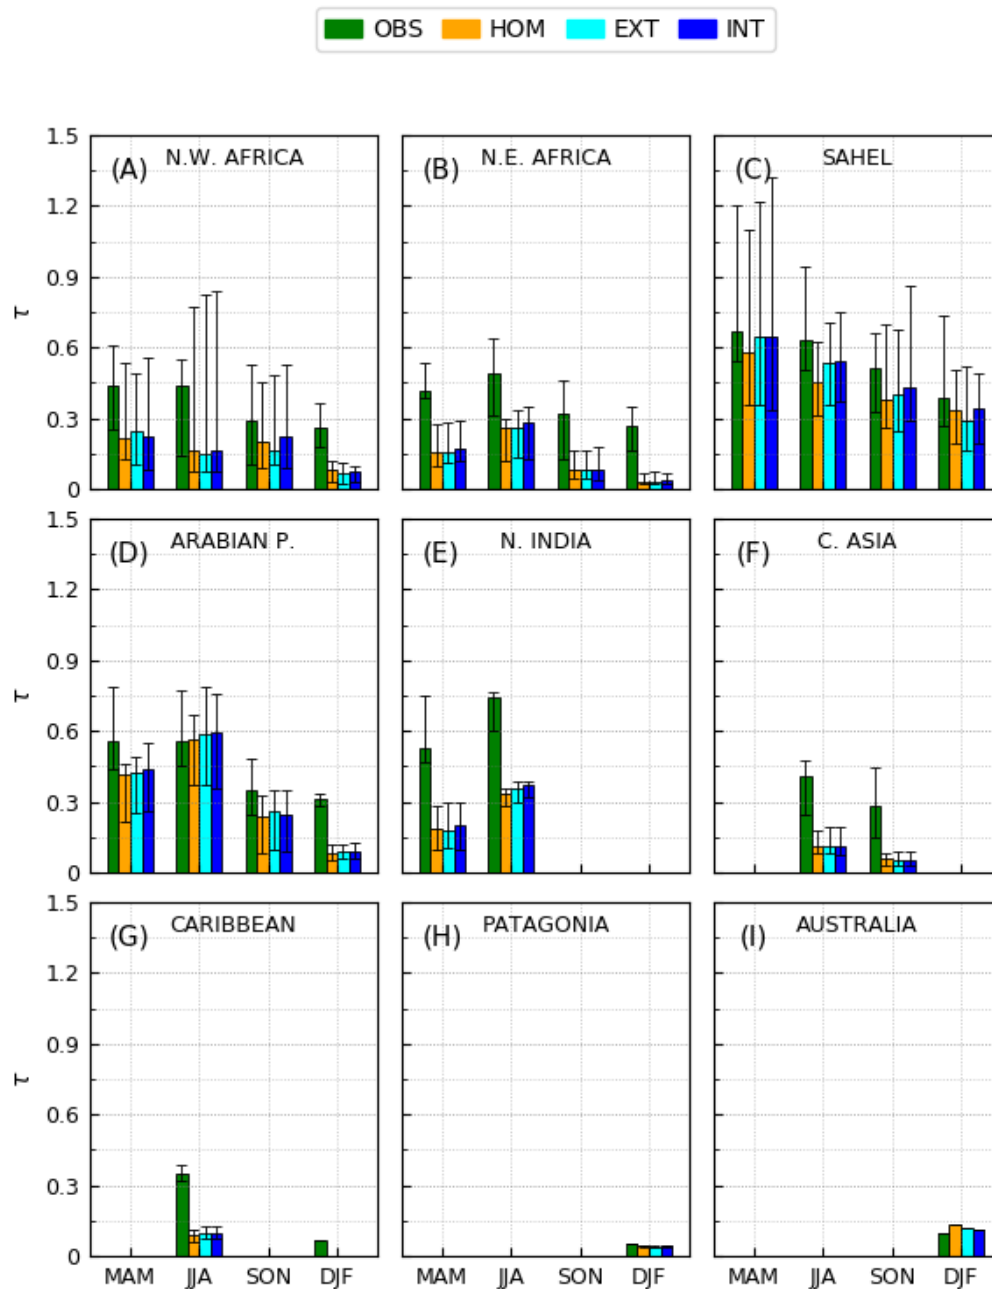 OBS HOM EXT INT
(A) N.W. AFRICA
(B) N.E. AFRICA
(C) SAHEL
1.5
1.2
0.9
0.6
0.3
0
τ
(D) ARABIAN P.
(E) N. INDIA
(F) C. ASIA
1.5
1.2
0.9
0.6
0.3
0
τ
(G) CARIBBEAN
(H) PATAGONIA
(I) AUSTRALIA
1.5
1.2
0.9
0.6
0.3
0
τ
MAM JJA SON DJF
MAM JJA SON DJF
MAM JJA SON DJF